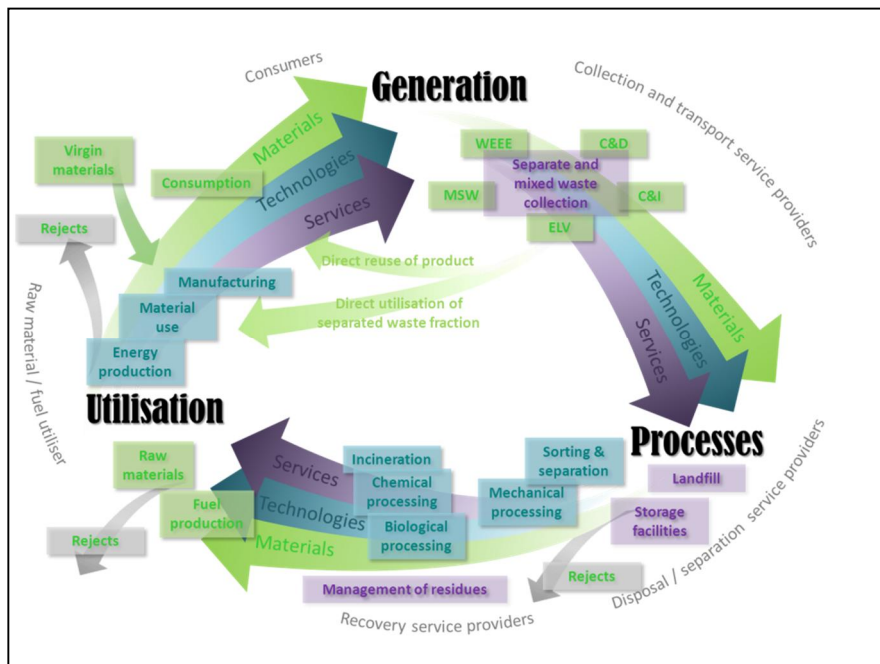 Consumers
Generation
Collection and transport service providers
Materials
Technologies
Services
Virgin
materials
Consumption
Rejects
WEEE
C&D
Separate and
mixed waste
collection
MSW
C&I
ELV
Direct reuse of product
Direct utilisation of
separated waste fraction
Manufacturing
Material
use
Energy
production
Raw material / fuel utiliser
Materials
Technologies
Services
Utilisation
Processes
Raw
materials
Fuel
production
Rejects
Services
Technologies
Materials
Incineration
Chemical
processing
Biological
processing
Sorting &
separation
Mechanical
processing
Landfill
Storage
facilities
Rejects
Management of residues
Disposal / separation service providers
Recovery service providers